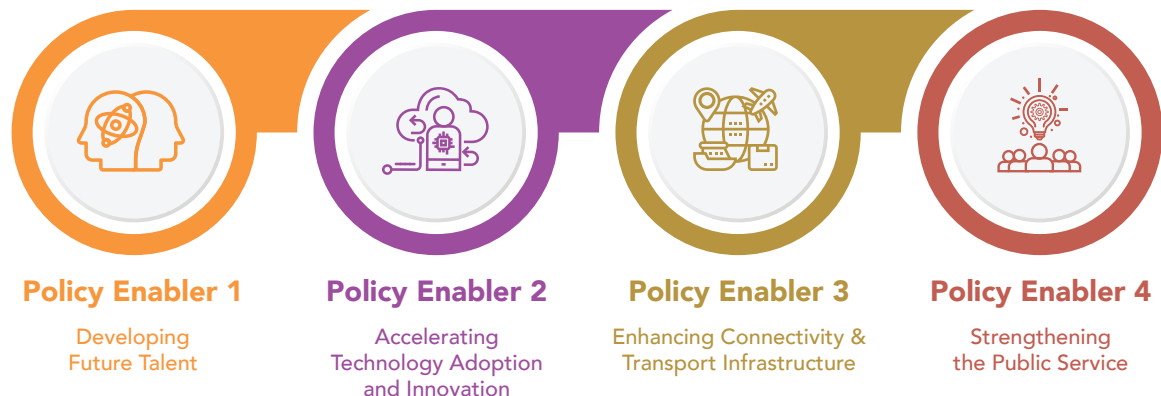 Policy Enabler 1
Developing
Future Talent
Policy Enabler 2
Accelerating
Technology Adoption
and Innovation
Policy Enabler 3
Enhancing Connectivity &
Transport Infrastructure
Policy Enabler 4
Strengthening
the Public Service